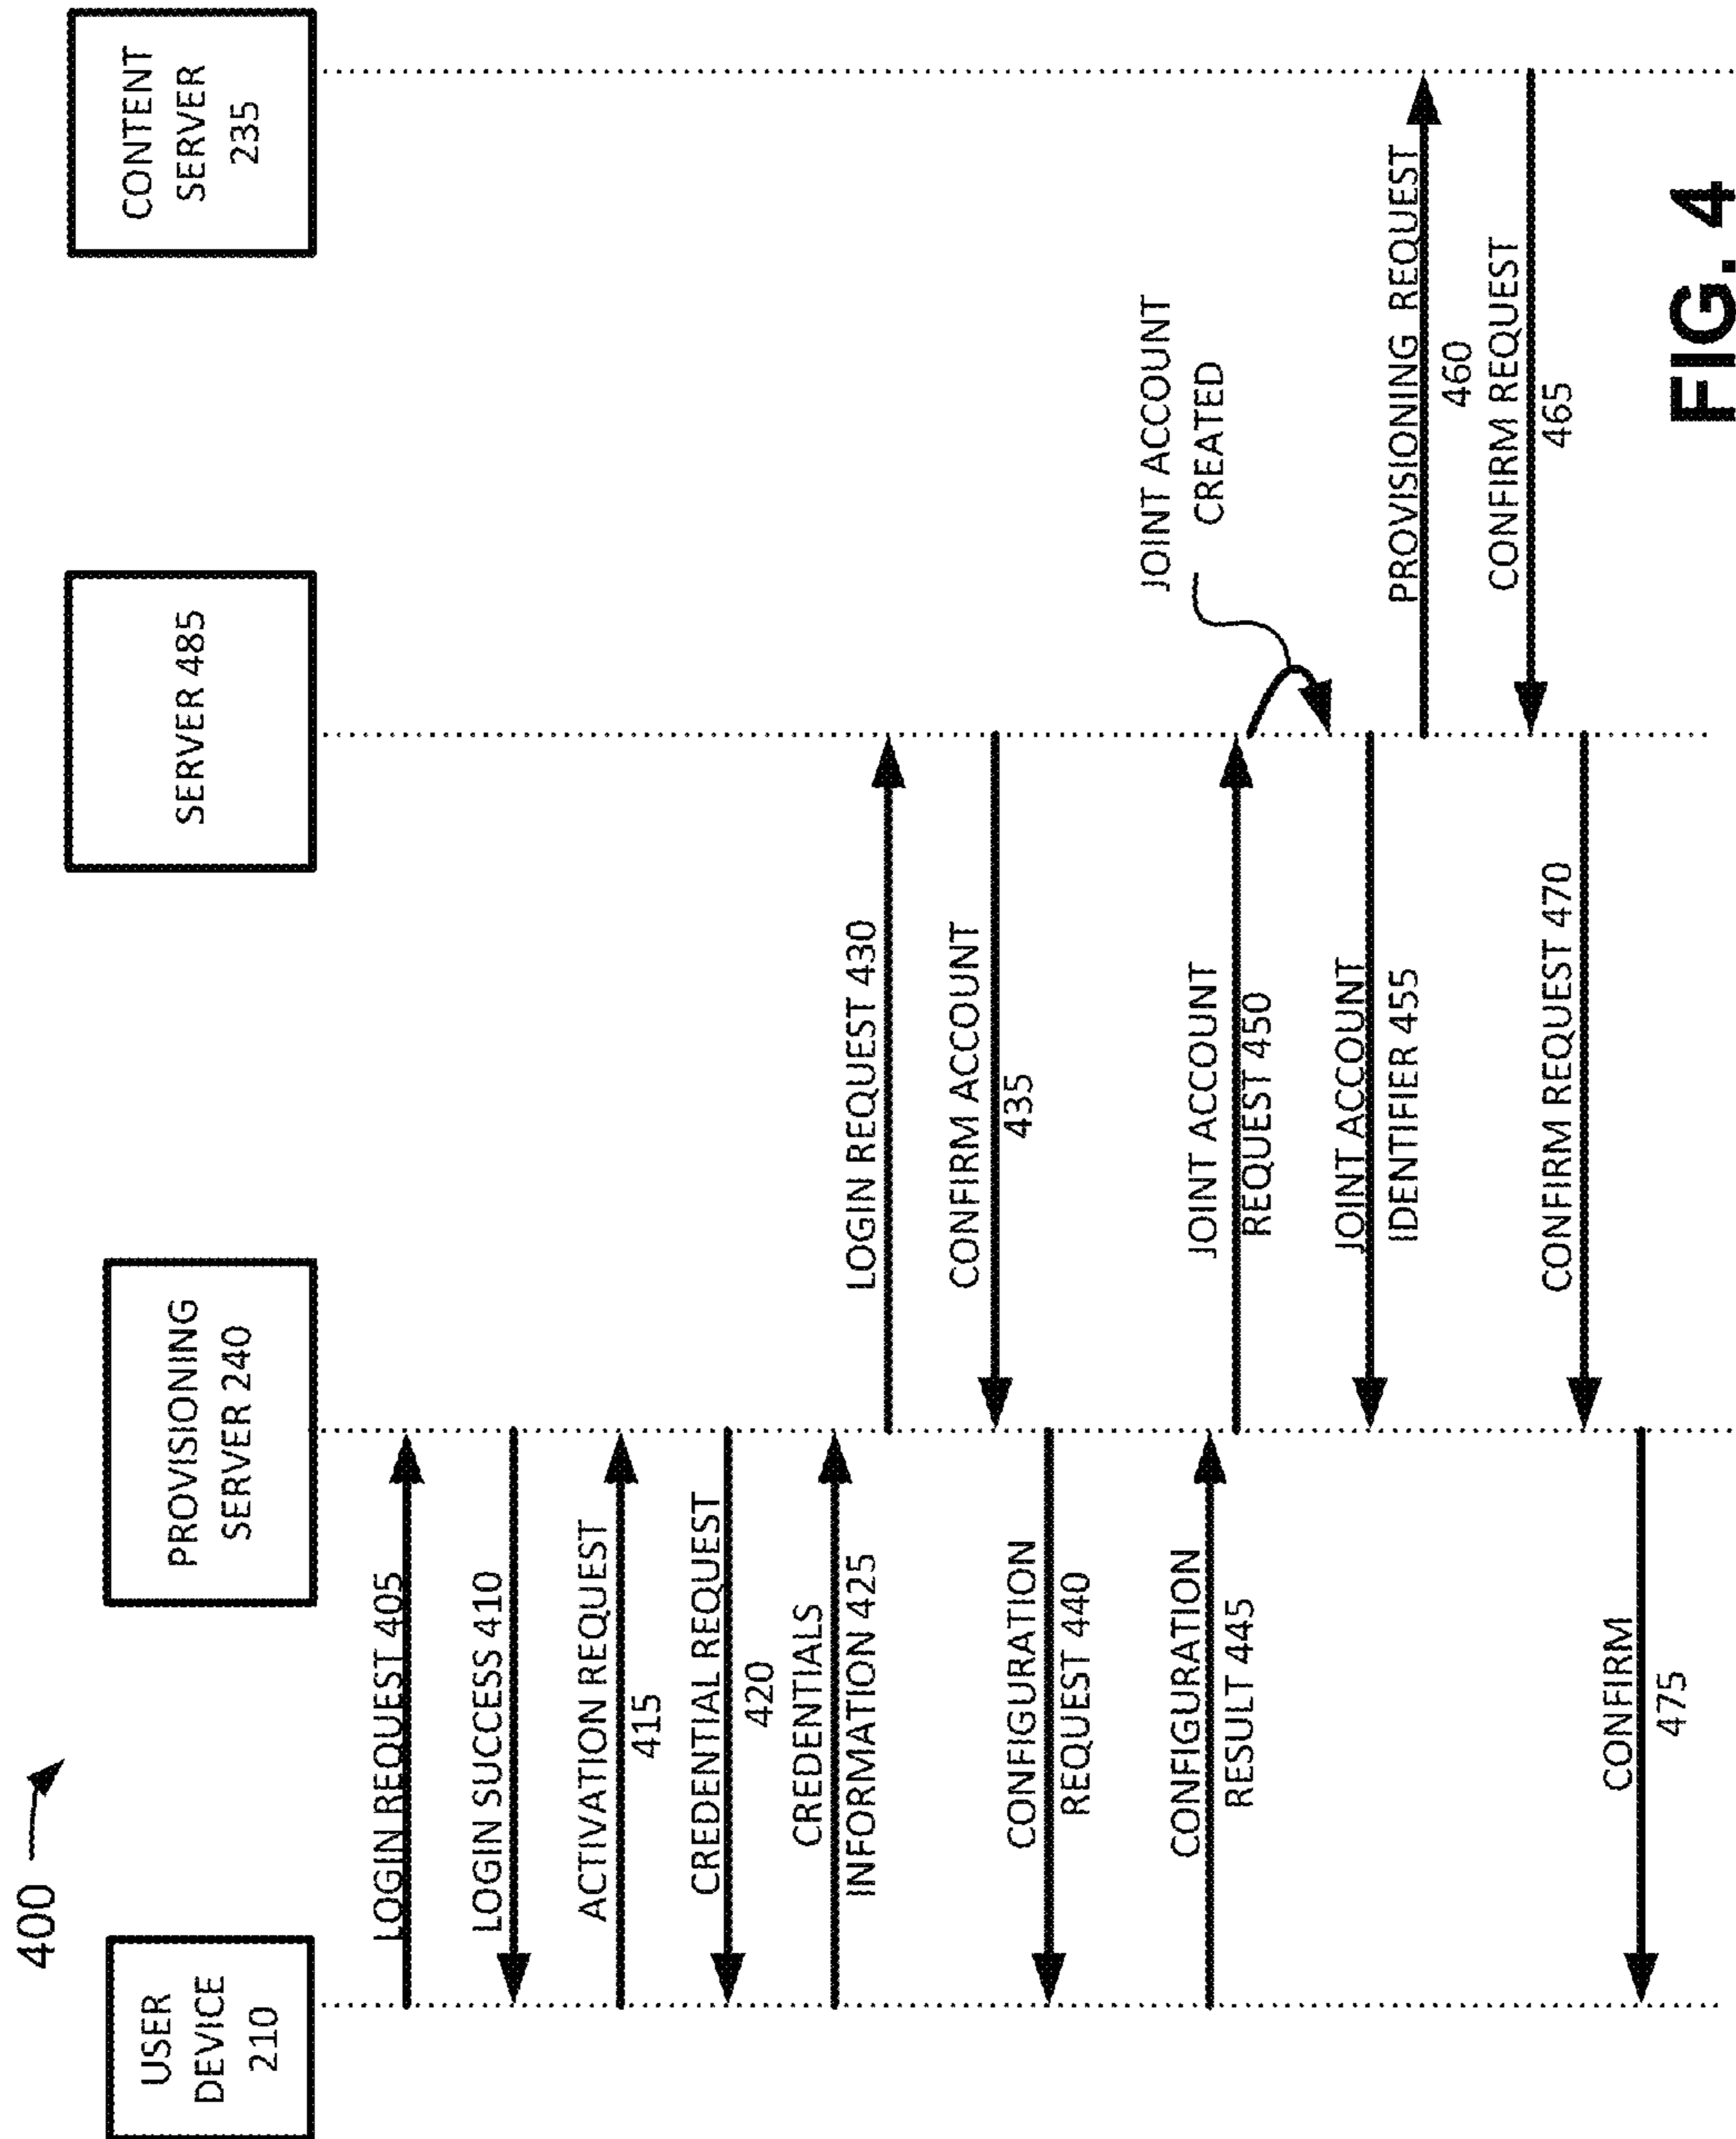 400
USER
DEVICE
210
PROVISIONING
SERVER 240
SERVER 485
CONTENT
SERVER
235
LOGIN REQUEST 405
LOGIN SUCCESS 410
ACTIVATION REQUEST
415
CREDENTIAL REQUEST
420
CREDENTIALS
INFORMATION 425
LOGIN REQUEST 430
CONFIRM ACCOUNT
435
CONFIGURATION
REQUEST 440
CONFIGURATION
RESULT 445
JOINT ACCOUNT
REQUEST 450
JOINT ACCOUNT
CREATED
JOINT ACCOUNT
IDENTIFIER 455
PROVISIONING REQUEST
460
CONFIRM REQUEST
465
CONFIRM REQUEST 470
CONFIRM
475
FIG. 4